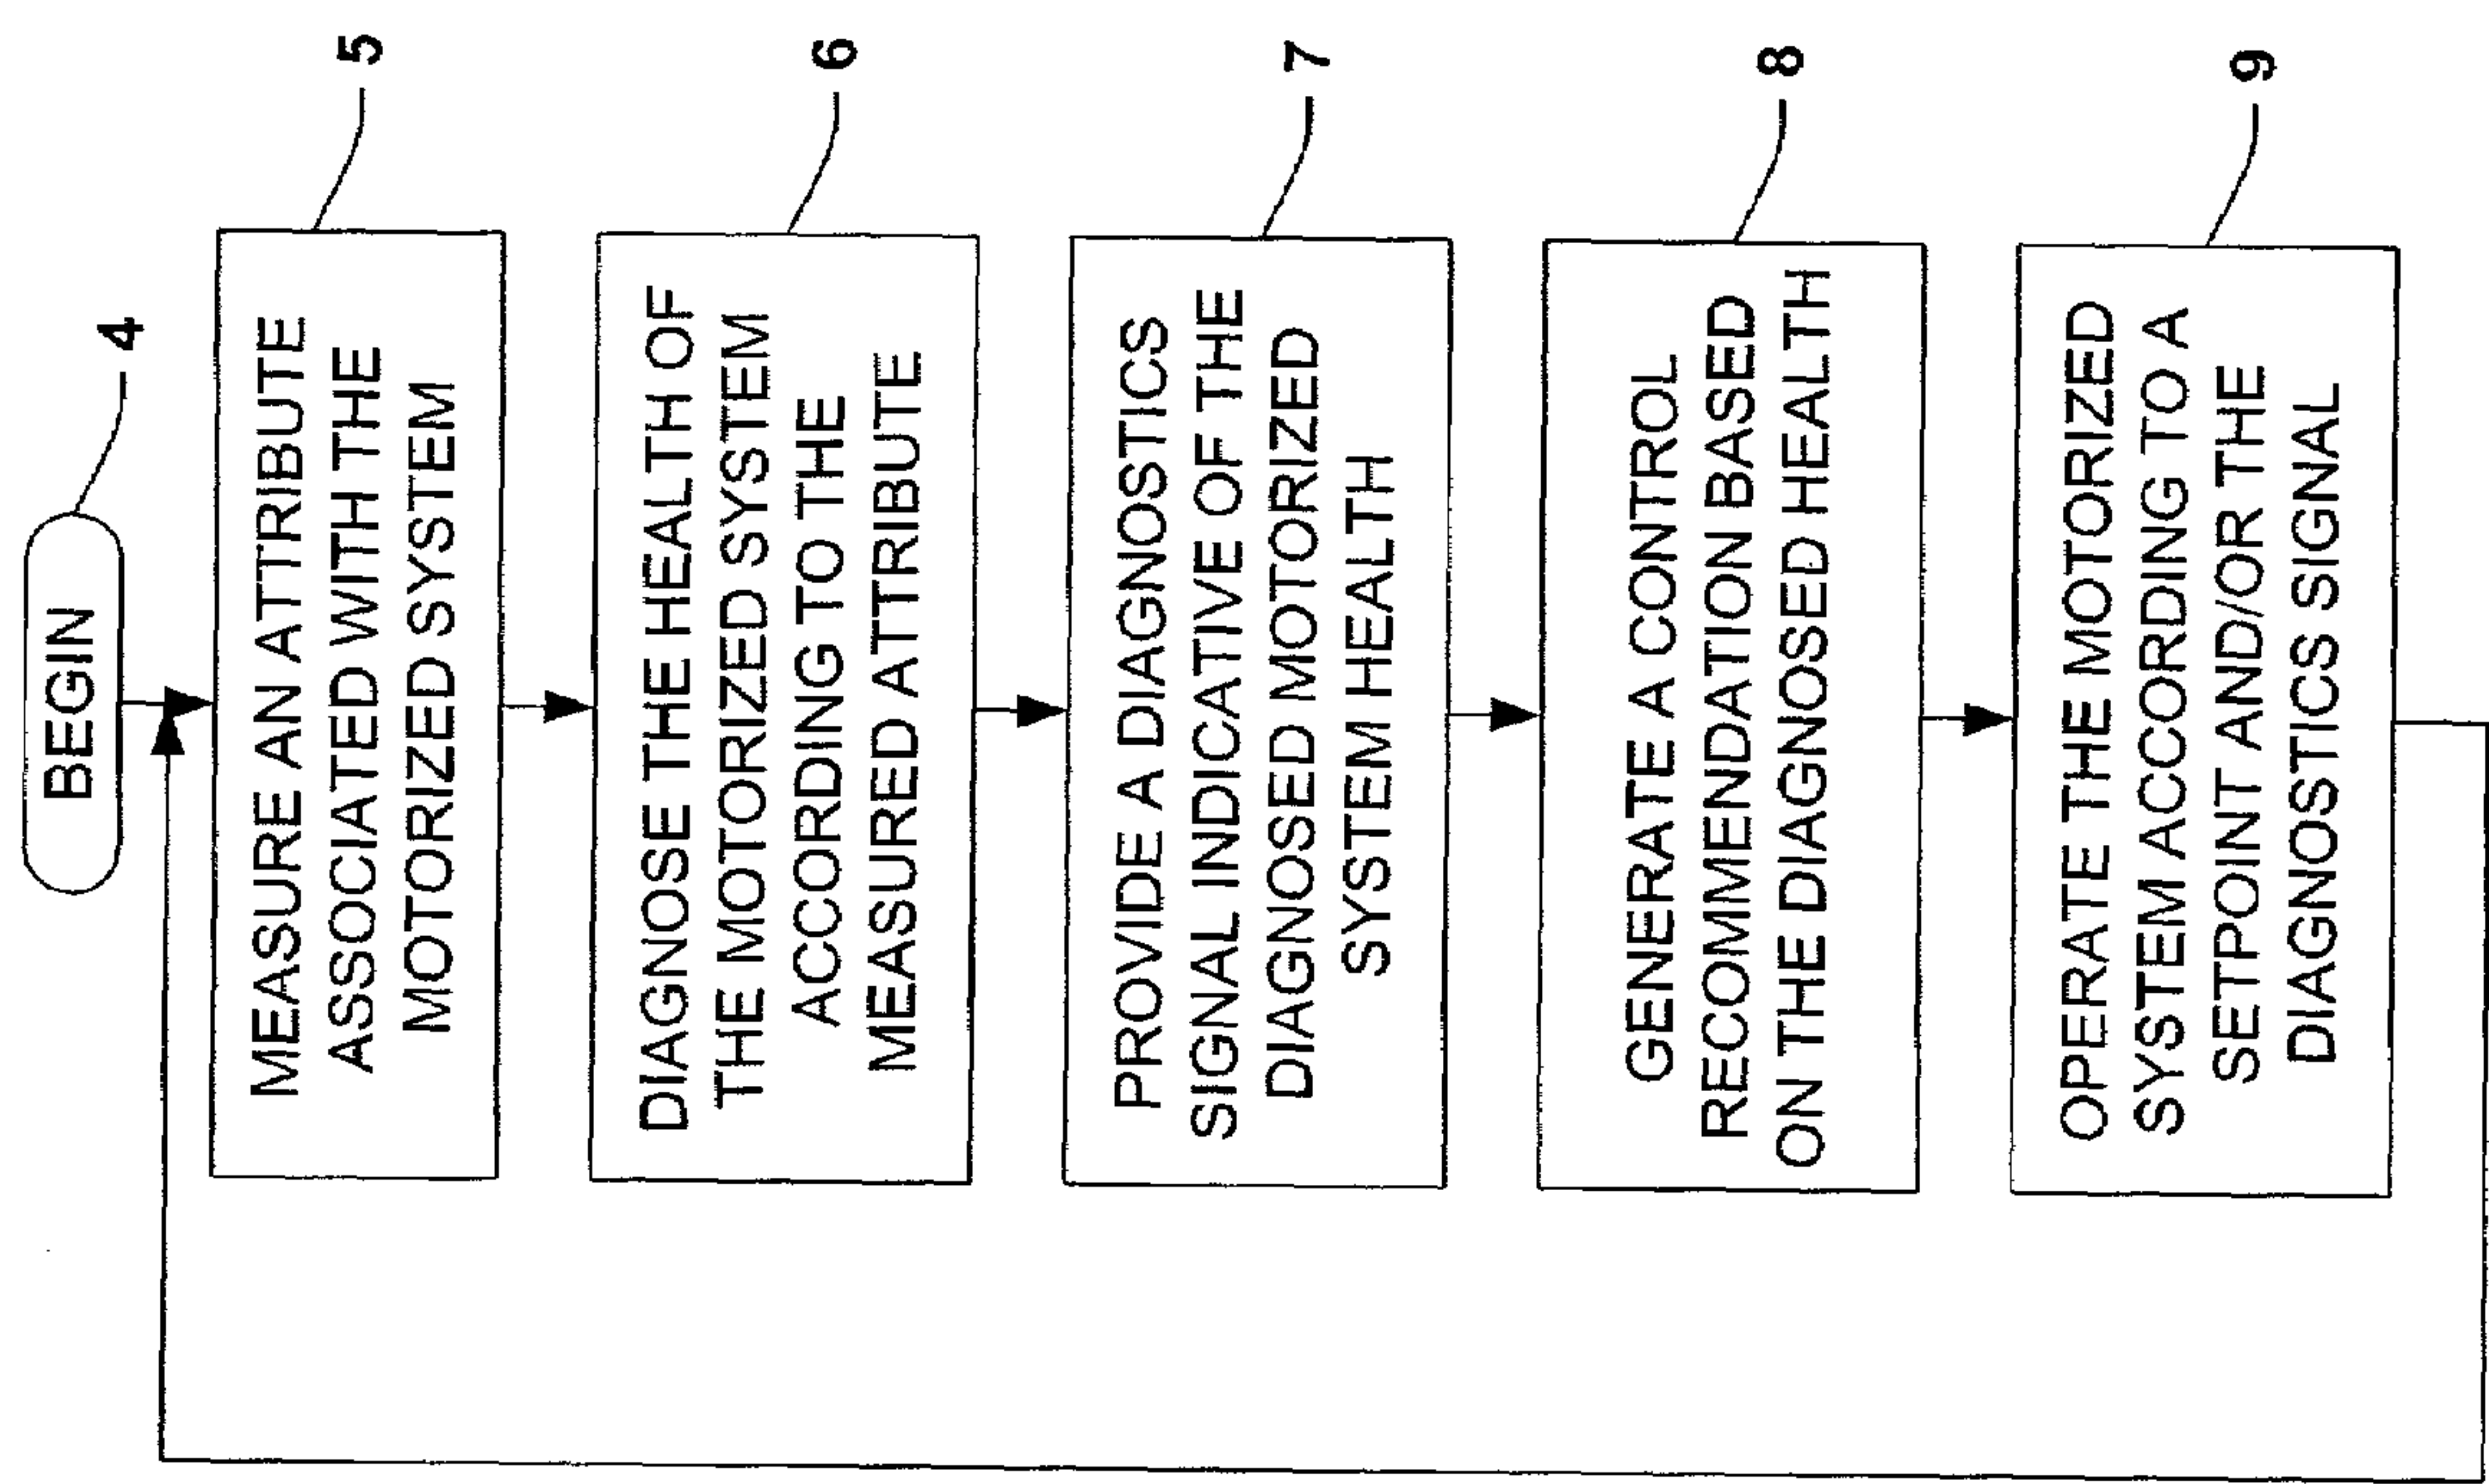 BEGIN
4
MEASURE AN ATTRIBUTE
ASSOCIATED WITH THE
MOTORIZED SYSTEM
5
DIAGNOSE THE HEALTH OF
THE MOTORIZED SYSTEM
ACCORDING TO THE
MEASURED ATTRIBUTE
6
PROVIDE A DIAGNOSTICS
SIGNAL INDICATIVE OF THE
DIAGNOSED MOTORIZED
SYSTEM HEALTH
7
GENERATE A CONTROL
RECOMMENDATION BASED
ON THE DIAGNOSED HEALTH
8
OPERATE THE MOTORIZED
SYSTEM ACCORDING TO A
SETPOINT AND/OR THE
DIAGNOSTICS SIGNAL
9